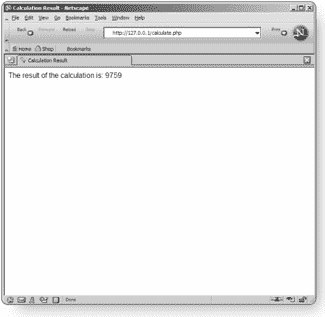 Calculation Result - Netscape
File Edit View Go Bookmarks Tools Window Help
Back Forward Reload Stop http://127.0.0.1/calculate.php Print N
Home Shop Bookmarks
Calculation Result
The result of the calculation is: 9759
Done